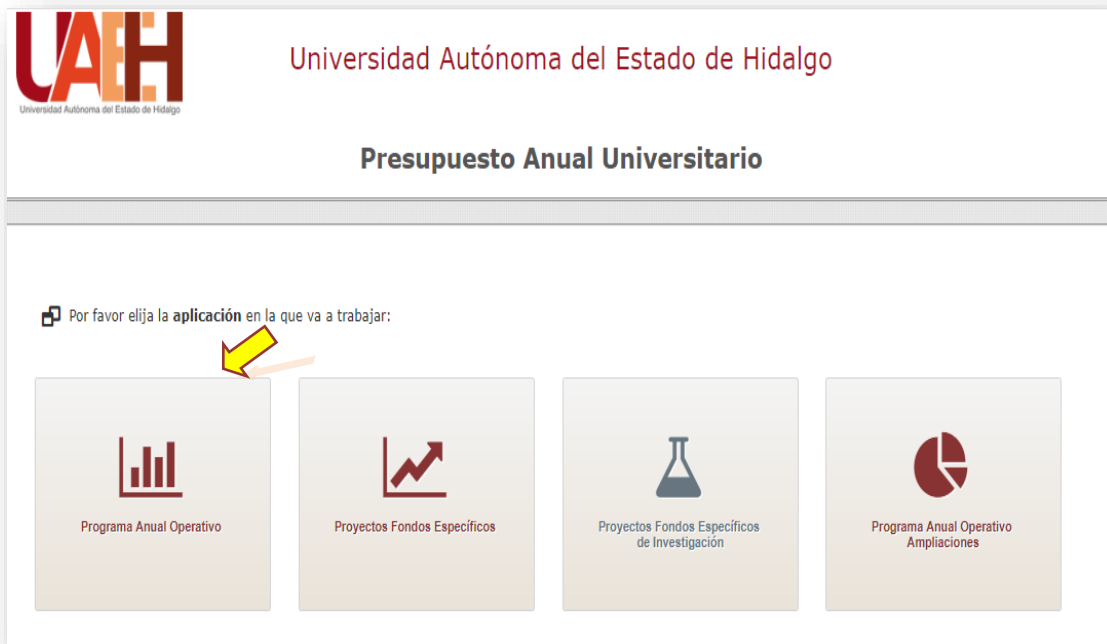 UAEH
Universidad Autónoma del Estado de Hidalgo
Universidad Autónoma del Estado de Hidalgo
Presupuesto Anual Universitario
Por favor elija la aplicación en la que va a trabajar:
Programa Anual Operativo
Proyectos Fondos Específicos
Proyectos Fondos Específicos
de Investigación
Programa Anual Operativo
Ampliaciones